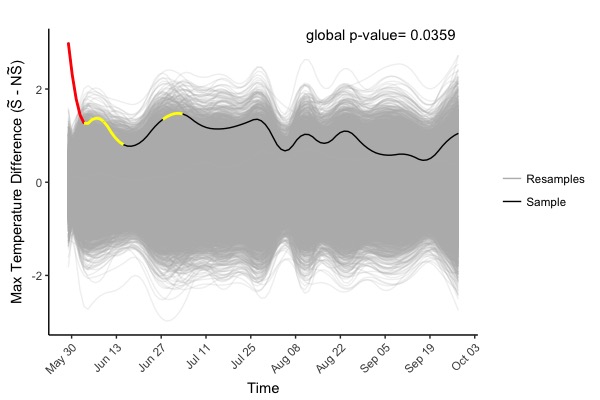 global p-value= 0.0359
Max Temperature Difference (S̃ - NS̃)
2
0
-2
May 30
Jun 13
Jun 27
Jul 11
Jul 25
Aug 08
Aug 22
Sep 05
Sep 19
Oct 03
Time
Resamples
Sample